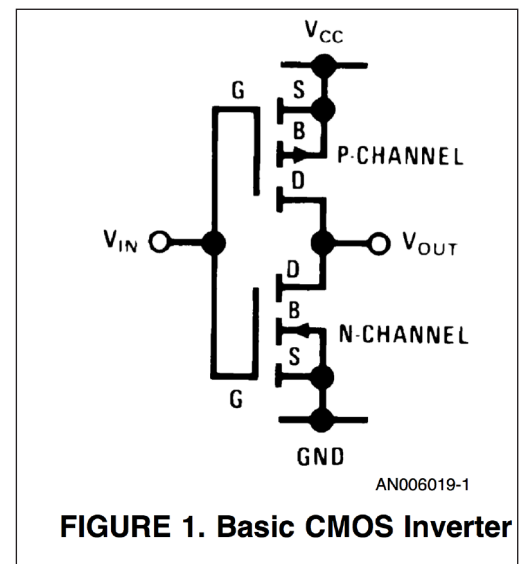 VCC
G
S
B
P-CHANNEL
D
VIN
VOUT
D
B
N-CHANNEL
S
G
GND
AN006019-1
FIGURE 1. Basic CMOS Inverter